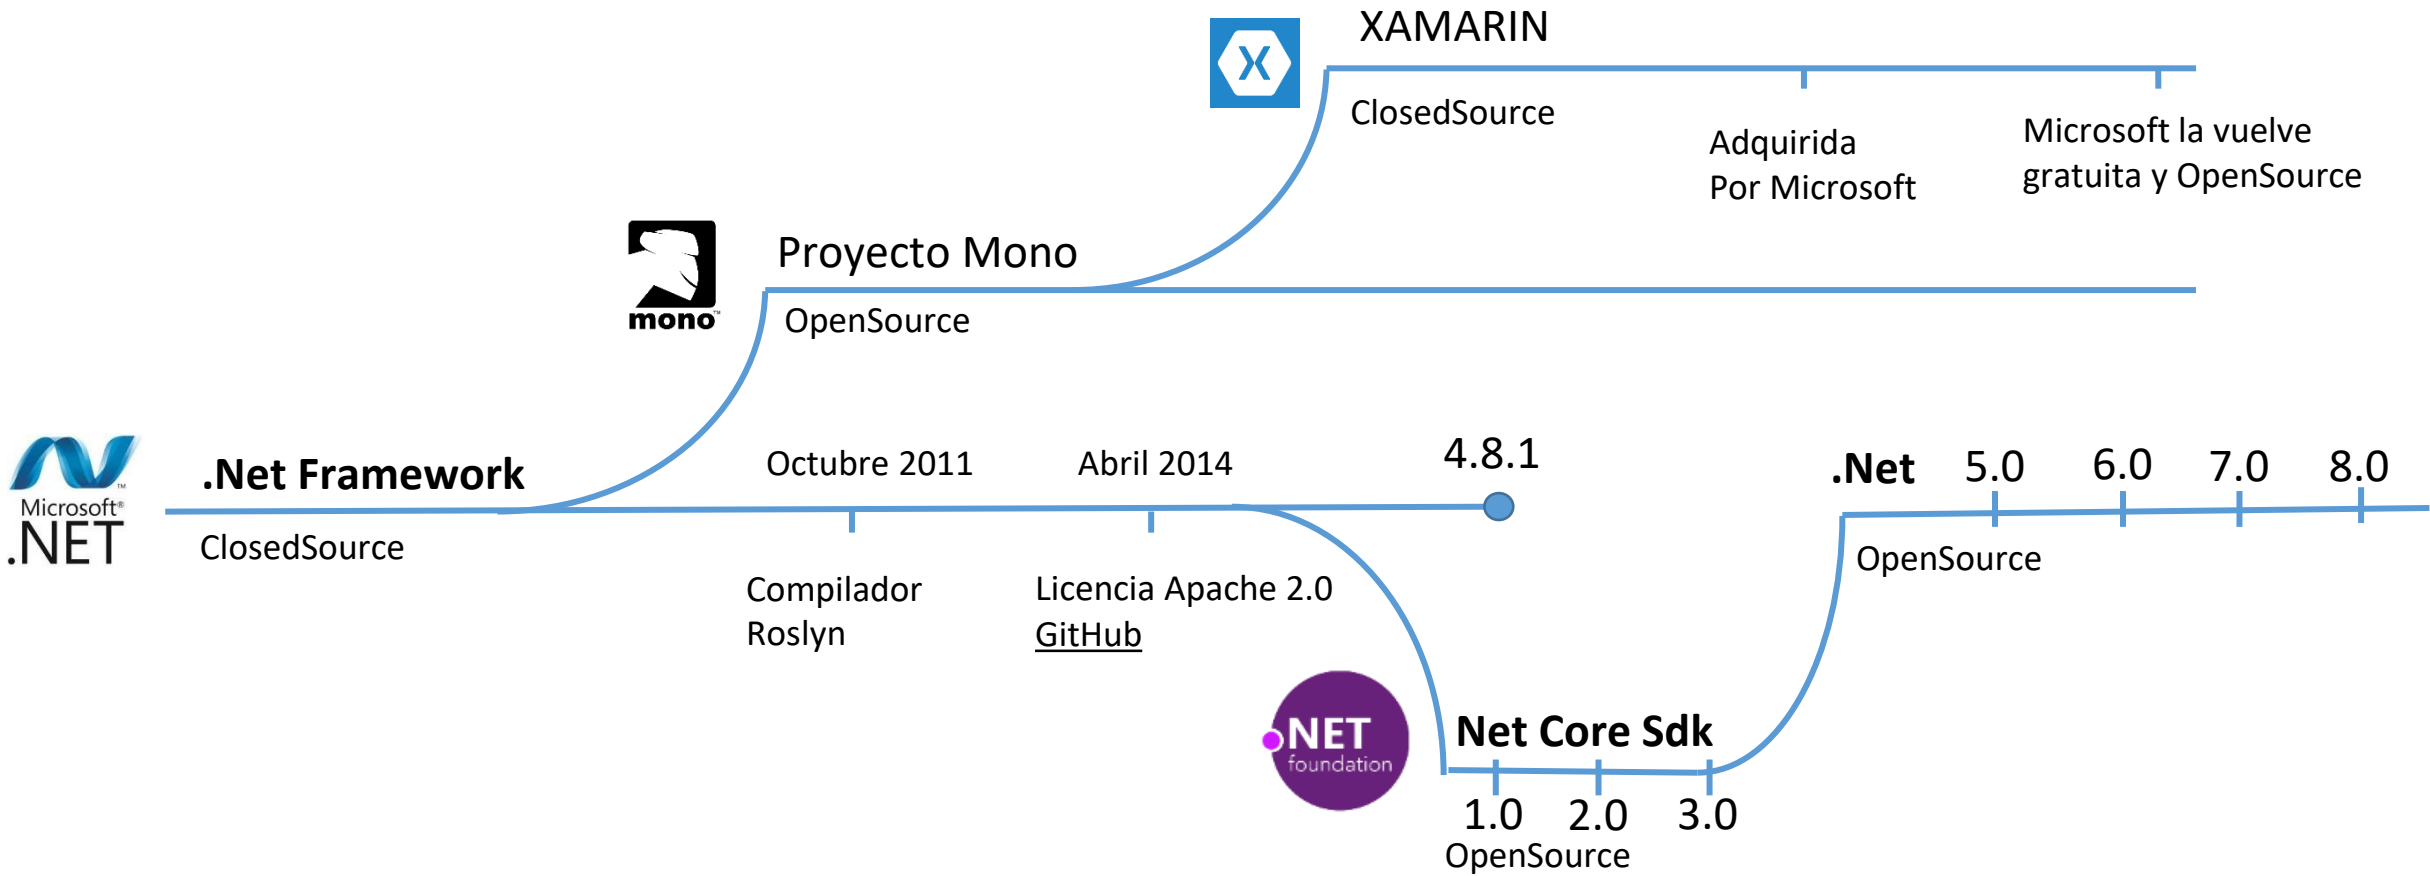 XAMARIN
ClosedSource
Adquirida
Por Microsoft
Microsoft la vuelve
gratuita y OpenSource
mono™
Proyecto Mono
OpenSource
Microsoft®
.NET™
.Net Framework
ClosedSource
Octubre 2011
Compilador
Roslyn
Abril 2014
Licencia Apache 2.0
GitHub
4.8.1
.NET
foundation
Net Core Sdk
1.0 2.0 3.0
OpenSource
.Net 5.0 6.0 7.0 8.0
OpenSource